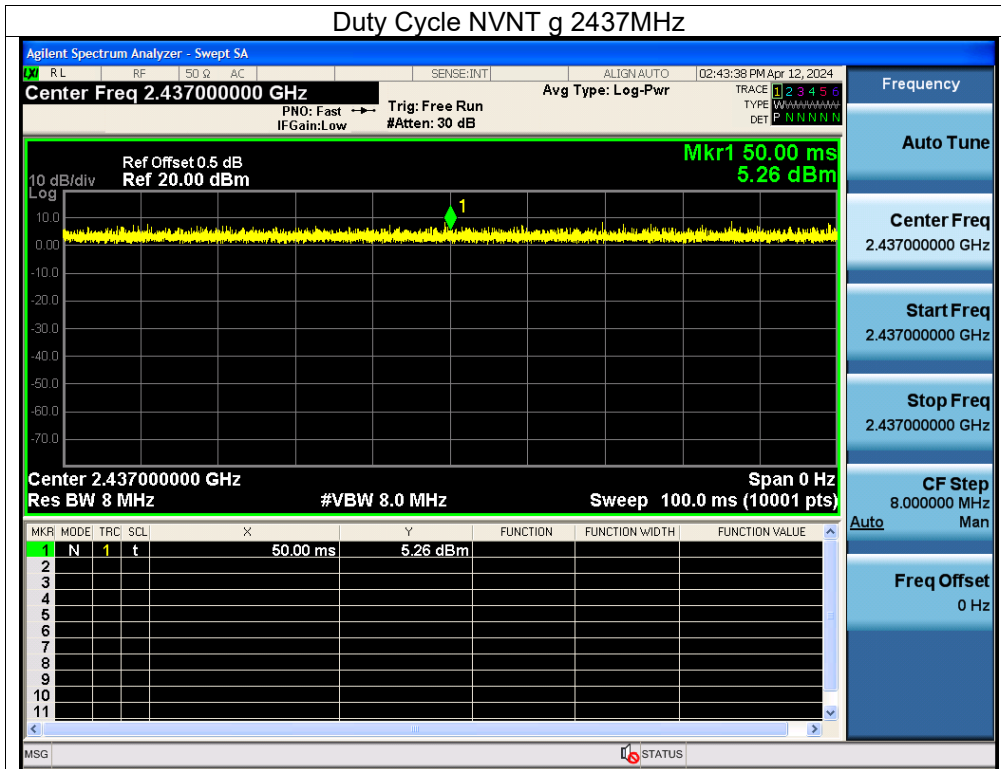 Duty Cycle NVNT g 2437MHz
Agilent Spectrum Analyzer - Swept SA
LXI RL RF 50 Ω AC SENSE:INT ALIGN AUTO 02:43:38 PM Apr 12, 2024
Center Freq 2.437000000 GHz
PNO: Fast
IFGain:Low
Trig: Free Run
#Atten: 30 dB
Avg Type: Log-Pwr
TRACE 1 2 3 4 5 6
TYPE WWWWWWW
DET P N N N N N
Ref Offset 0.5 dB
10 dB/div Ref 20.00 dBm
Log
Mkr1 50.00 ms
5.26 dBm
1
10.0
0.00
-10.0
-20.0
-30.0
-40.0
-50.0
-60.0
-70.0
Center 2.437000000 GHz Span 0 Hz
Res BW 8 MHz #VBW 8.0 MHz Sweep 100.0 ms (10001 pts)
MKR MODE TRC SCL X Y FUNCTION FUNCTION WIDTH FUNCTION VALUE
1 N 1 t 50.00 ms 5.26 dBm
2
3
4
5
6
7
8
9
10
11
MSG STATUS
Frequency
Auto Tune
Center Freq
2.437000000 GHz
Start Freq
2.437000000 GHz
Stop Freq
2.437000000 GHz
CF Step
8.000000 MHz
Auto Man
Freq Offset
0 Hz